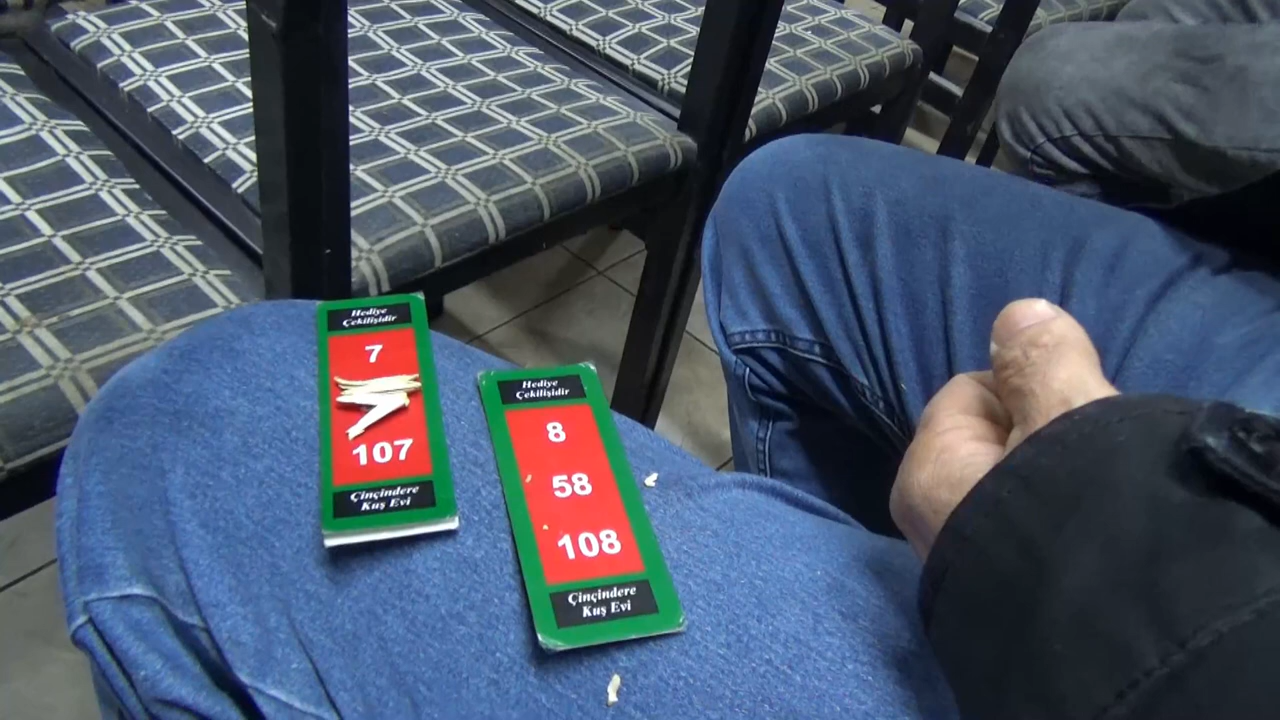 Hediye
Çekilişidir
7
107
Çinçindere
Kuş Evi
Hediye
Çekilişidir
8
58
108
Çinçindere
Kuş Evi